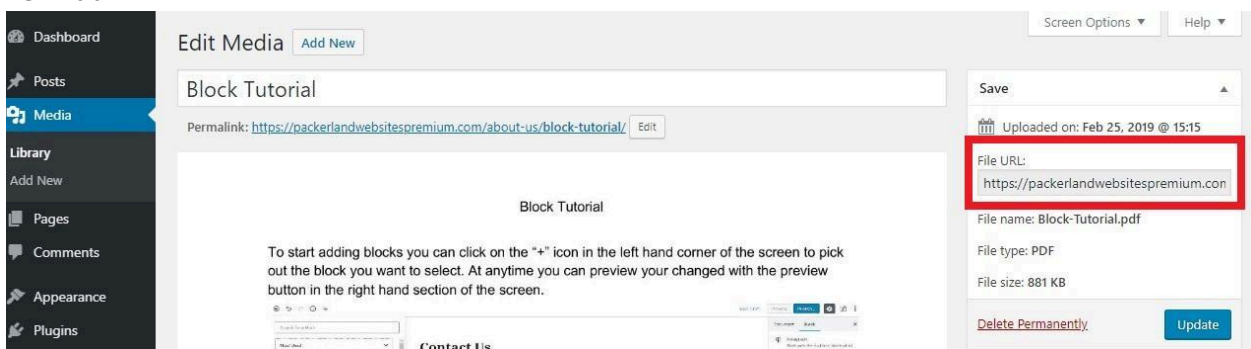 Screen Options ▼ Help ▼
Dashboard
Edit Media Add New
Posts
Block Tutorial
Save
Media
Permalink: https://packerlandwebsitespremium.com/about-us/block-tutorial/ Edit
Uploaded on: Feb 25, 2019 @ 15:15
Library
File URL:
Add New
https://packerlandwebsitespremium.con
Block Tutorial
Pages
File name: Block-Tutorial.pdf
Comments
To start adding blocks you can click on the "+" icon in the left hand corner of the screen to pick
File type: PDF
out the block you want to select. At anytime you can preview your changed with the preview
button in the right hand section of the screen.
File size: 881 KB
Appearance
Delete Permanently Update
Plugins
Contact Us